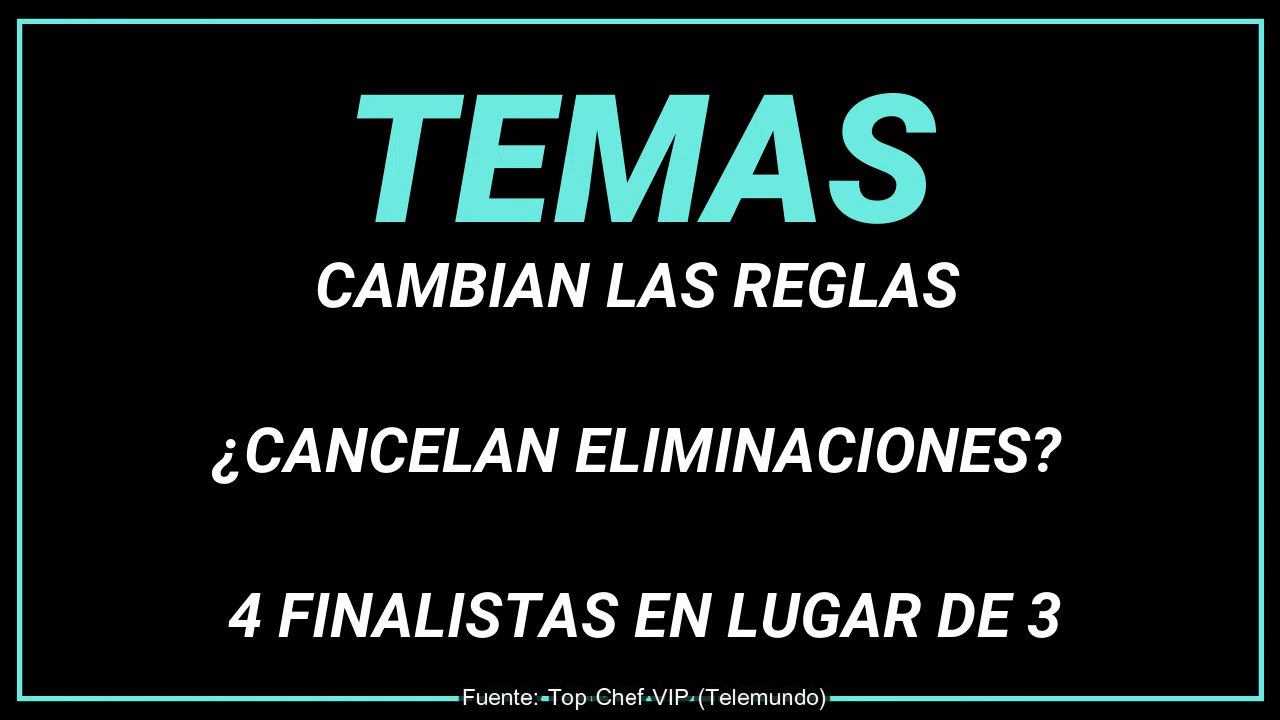 TEMAS
CAMBIAN LAS REGLAS
¿CANCELAN ELIMINACIONES?
4 FINALISTAS EN LUGAR DE 3
Fuente: Top Chef VIP (Telemundo)